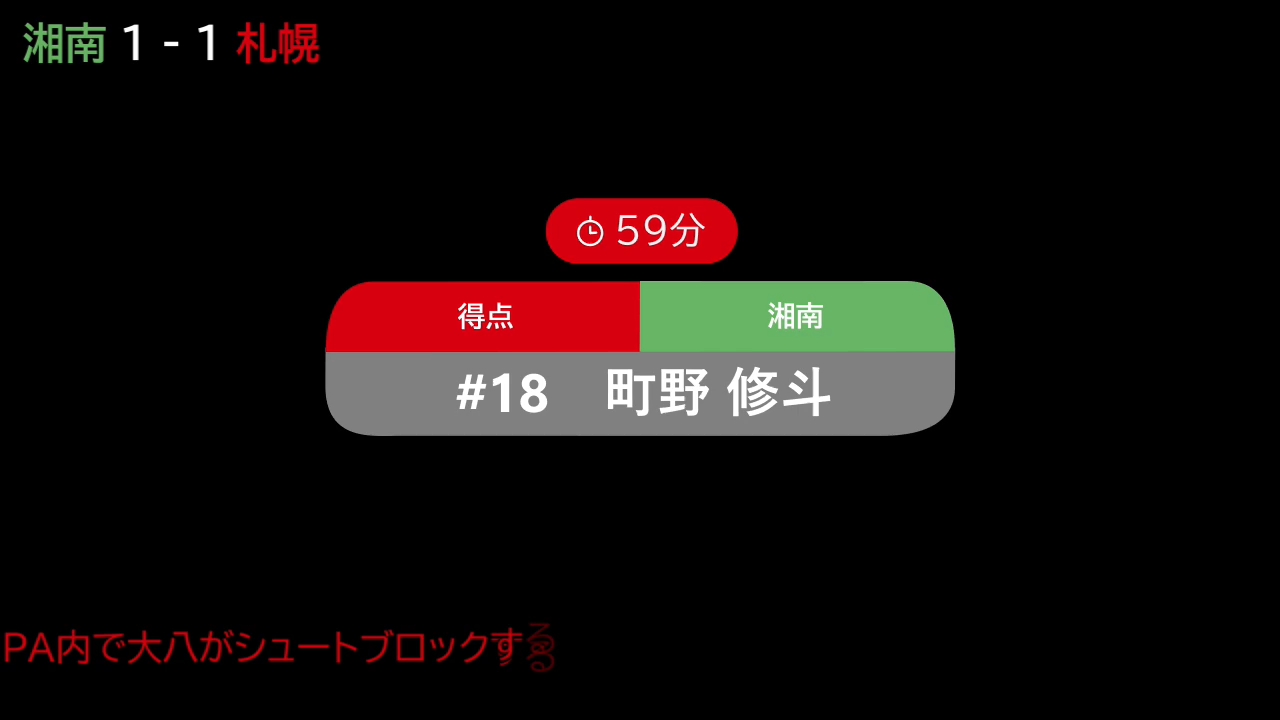 湘南 1 - 1 札幌
59分
得点 湘南
#18 町野 修斗
PA内で大八がシュートブロックする